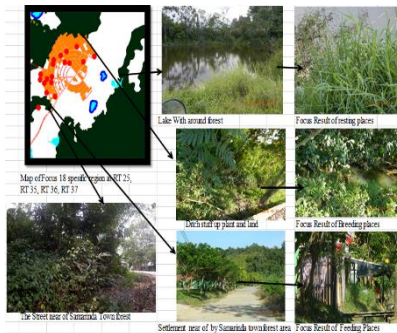 Lake With around forest
Focus Result of resting places
Map of Focus 18 spesific region at RT 25,
RT 35, RT 36, RT 37
Ditch stuff up plant and land
Focus Result of Breeding places
The Street near of Samarinda Town forest
Settlement near of by Samarinda town forest area
Focus Result of Feeding Places